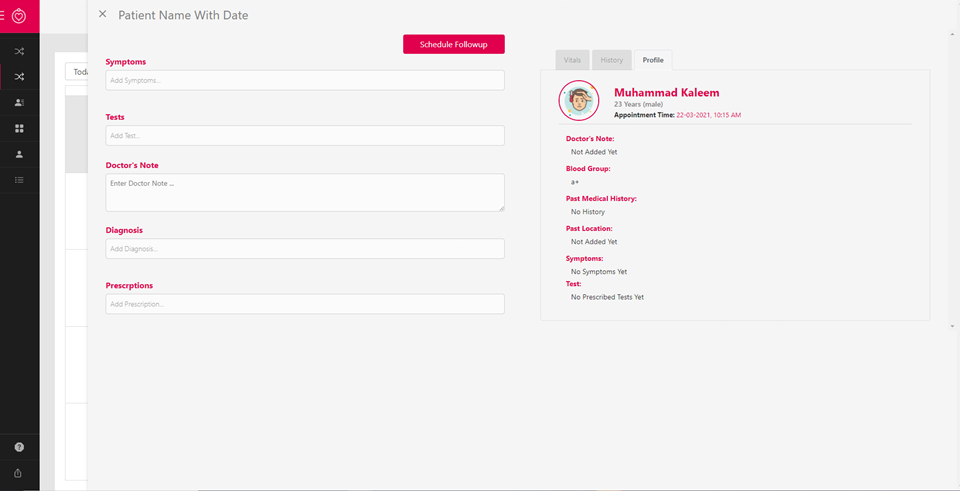 Patient Name With Date
Schedule Followup
Symptoms
Add Symptoms...
Tests
Add Test...
Doctor's Note
Enter Doctor Note ...
Diagnosis
Add Diagnosis...
Prescrptions
Add Prescription...
Toda
Vitals
History
Profile
Muhammad Kaleem
23 Years (male)
Appointment Time: 22-03-2021, 10:15 AM
Doctor's Note:
Not Added Yet
Blood Group:
a+
Past Medical History:
No History
Past Location:
Not Added Yet
Symptoms:
No Symptoms Yet
Test:
No Prescribed Tests Yet